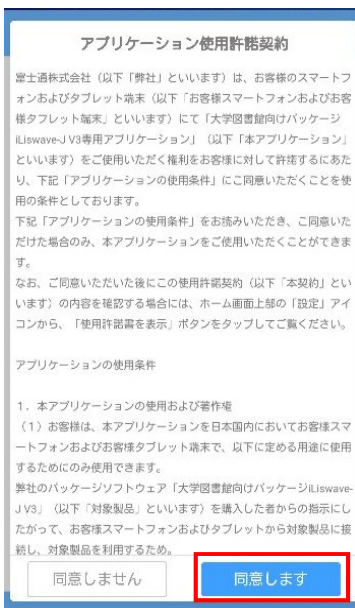 アプリケーション使用許諾契約
富士通株式会社（以下「弊社」といいます）は、お客様のスマートフ
ォンおよびタブレット端末（以下「お客様スマートフォンおよびお客
様タブレット端末」といいます）にて「大学図書館向けパッケージ
iLiswave-J V3専用アプリケーション」（以下「本アプリケーション」
といいます）をご使用いただく権利をお客様に対して許諾するにあた
り、下記「アプリケーションの使用条件」にご同意いただくことを使
用の条件としております。
下記「アプリケーションの使用条件」をお読みいただき、ご同意いた
だけた場合のみ、本アプリケーションをご使用いただくことができま
す。
なお、ご同意いただいた後にこの使用許諾契約（以下「本契約」とい
います）の内容を確認する場合には、ホーム画面上部の「設定」アイ
コンから、「使用許諾書を表示」ボタンをタップしてご覧ください。
アプリケーションの使用条件
１．本アプリケーションの使用および著作権
（１）お客様は、本アプリケーションを日本国内においてお客様スマ
ートフォンおよびお客様タブレット端末で、以下に定める用途に使用
するためにのみ使用できます。
弊社のパッケージソフトウェア「大学図書館向けパッケージiLiswave-
J V3」（以下「対象製品」といいます）を購入した者からの指示にし
たがって、お客様スマートフォンおよびタブレットから対象製品に接
続し、対象製品を利用するため。
同意しません
同意します